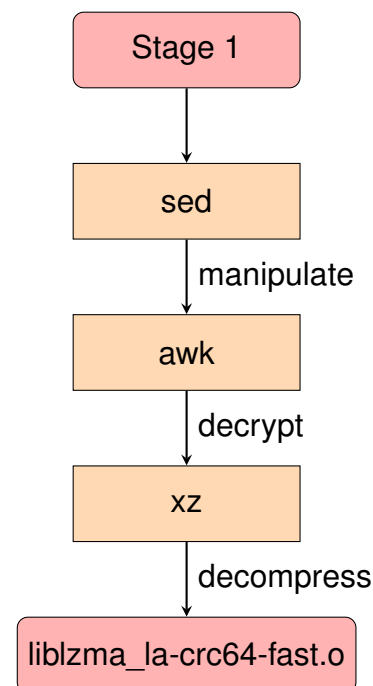 Stage 1
sed
manipulate
awk
decrypt
xz
decompress
liblzma_la-crc64-fast.o